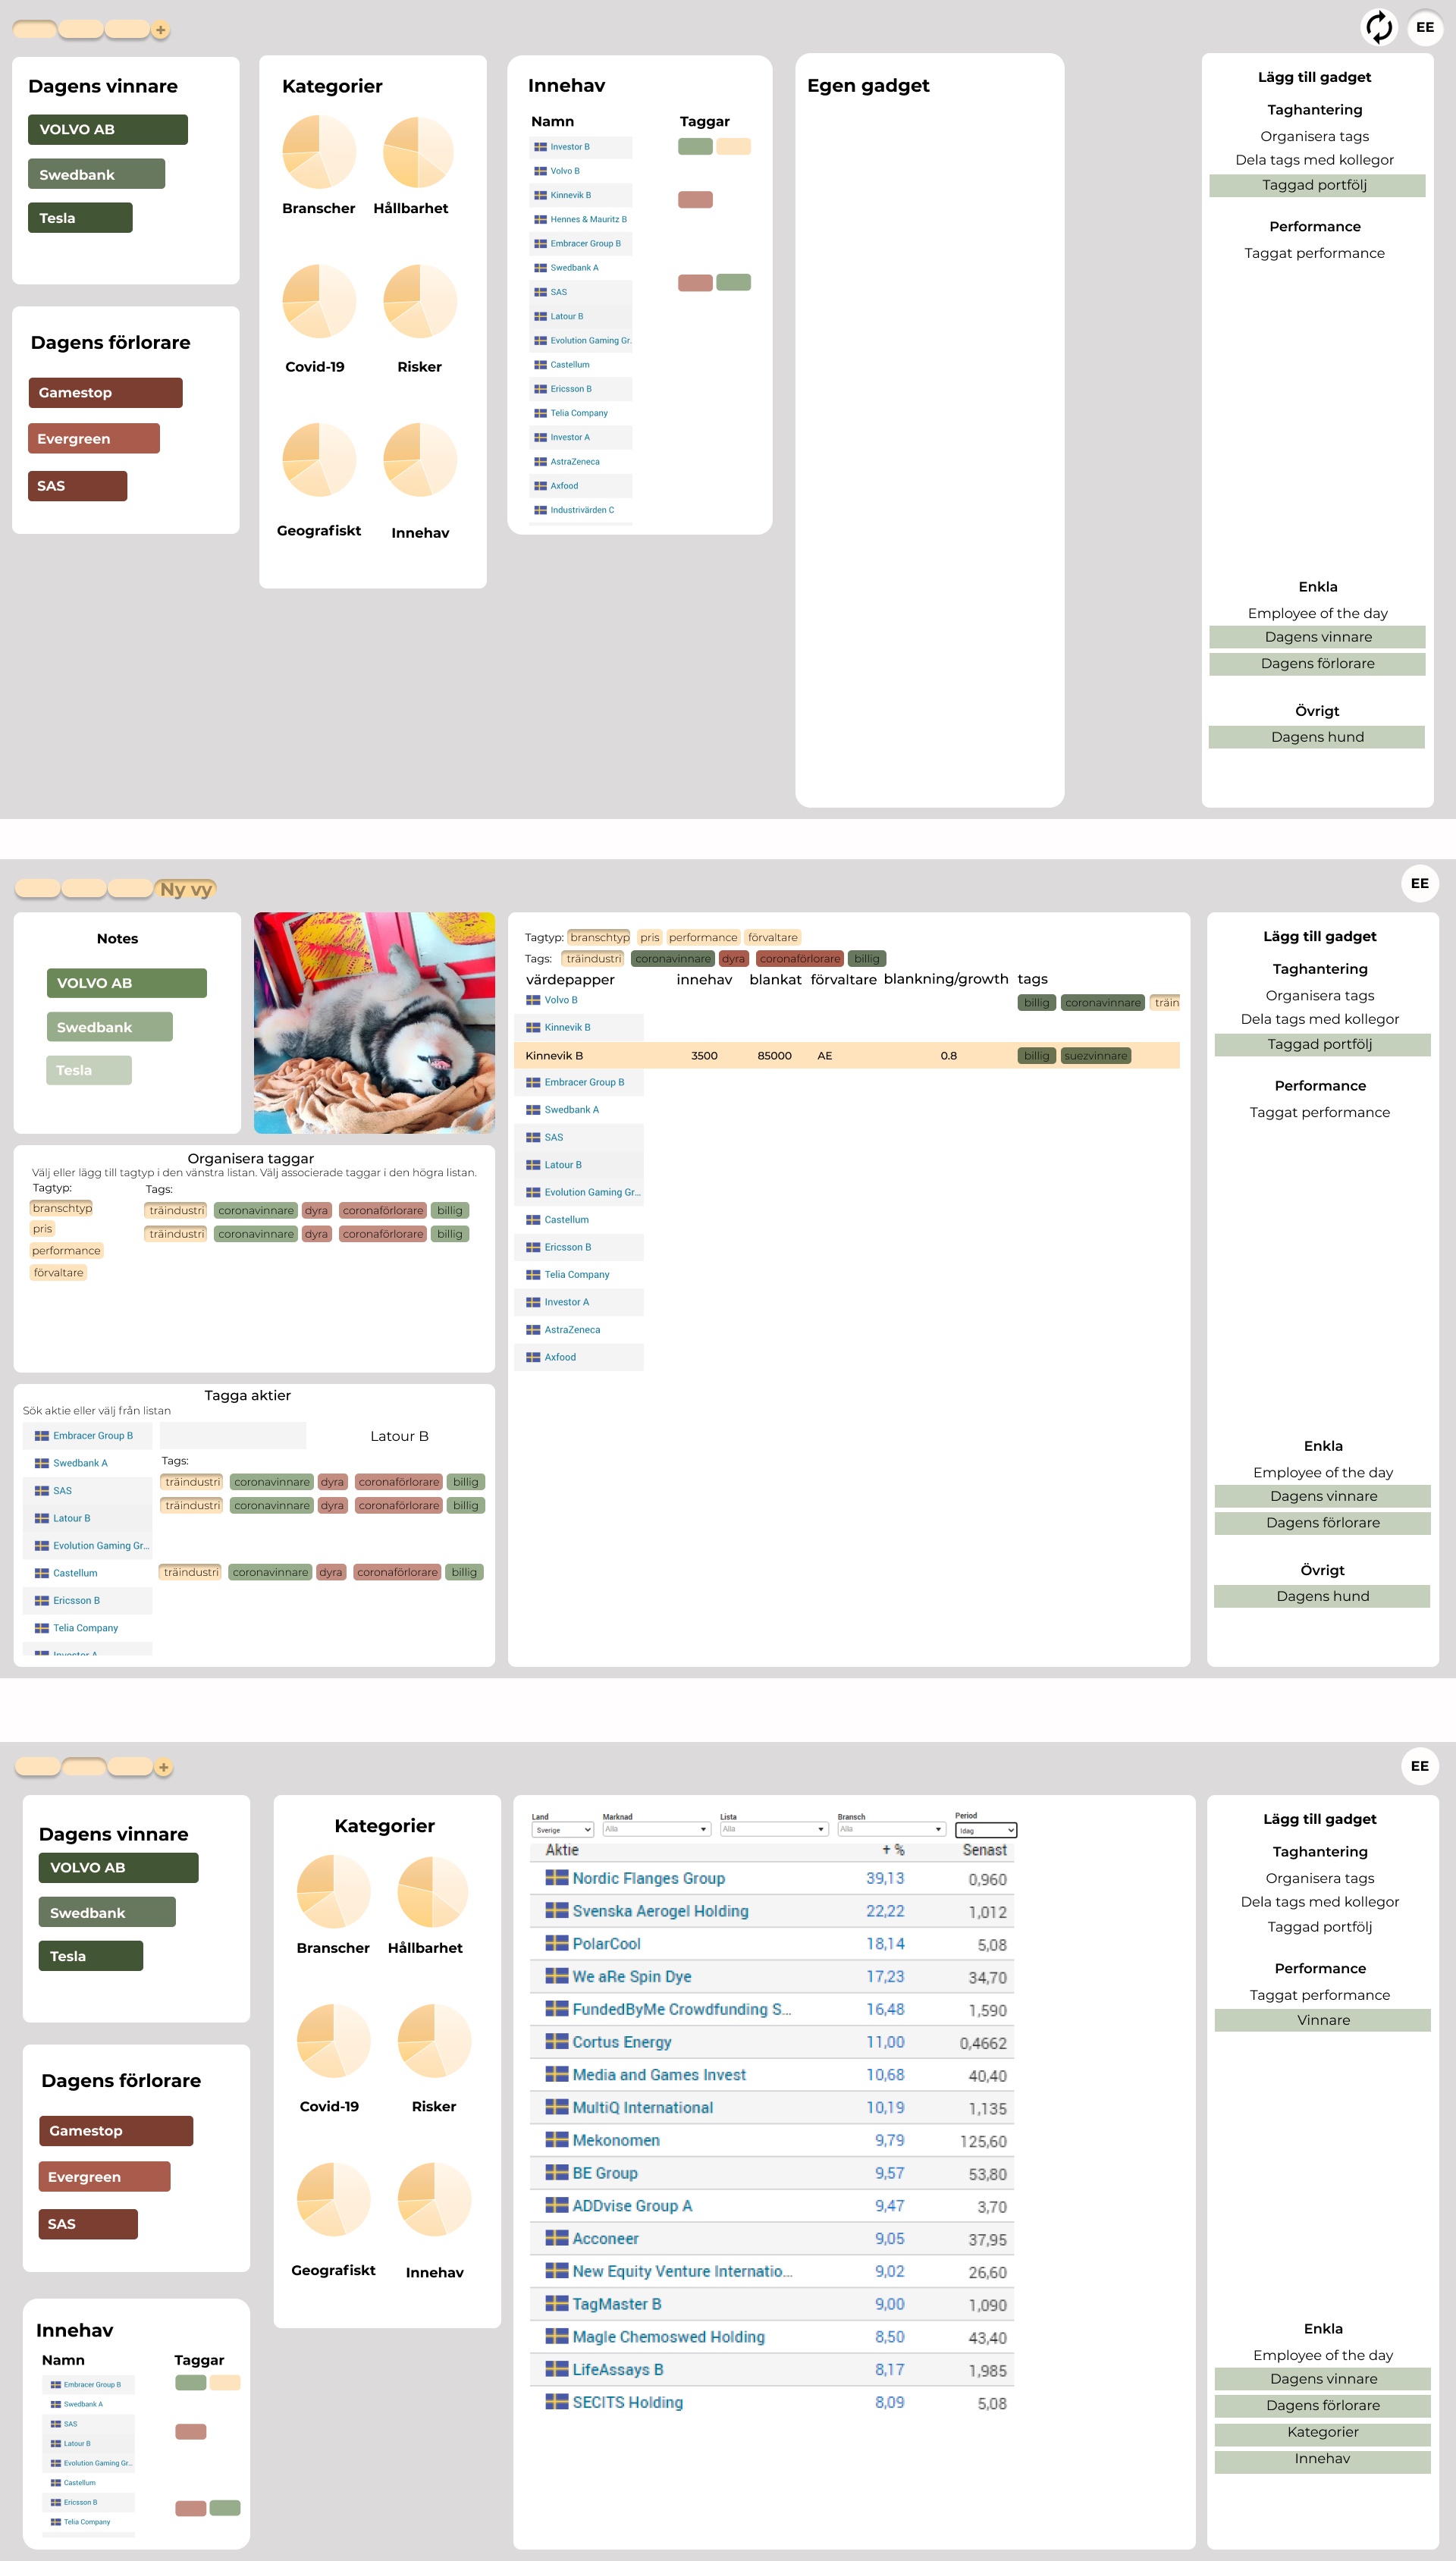 +
EE
Dagens vinnare
VOLVO AB
Swedbank
Tesla
Dagens förlorare
Gamestop
Evergreen
SAS
Kategorier
Branscher Hållbarhet
Covid-19 Risker
Geografiskt Innehav
Innehav
Namn Taggar
Investor B
Volvo B
Kinnevik B
Hennes & Mauritz B
Embracer Group B
Swedbank A
SAS
Latour B
Evolution Gaming Gr.
Castellum
Ericsson B
Telia Company
Investor A
AstraZeneca
Axfood
Industrivärden C
Egen gadget
Lägg till gadget
Taghantering
Organisera tags
Dela tags med kollegor
Taggad portfölj
Performance
Taggat performance
Enkla
Employee of the day
Dagens vinnare
Dagens förlorare
Övrigt
Dagens hund
Ny vy
EE
Notes
VOLVO AB
Swedbank
Tesla
Organisera taggar
Välj eller lägg till tagtyp i den vänstra listan. Välj associerade taggar i den högra listan.
Tagtyp: Tags:
branschtyp
pris
performance
förvaltare
träindustri coronavinnare dyra coronaförlorare billig
träindustri coronavinnare dyra coronaförlorare billig
Tagga aktier
Sök aktie eller välj från listan
Embracer Group B
Swedbank A
SAS
Latour B
Evolution Gaming Gr...
Castellum
Ericsson B
Telia Company
Investor A
Latour B
Tags:
träindustri coronavinnare dyra coronaförlorare billig
träindustri coronavinnare dyra coronaförlorare billig
träindustri coronavinnare dyra coronaförlorare billig
Tagtyp: branschtyp pris performance förvaltare
Tags: träindustri coronavinnare dyra coronaförlorare billig
värdepapper innehav blankat förvaltare blankning/growth tags
Volvo B billig coronavinnare träin
Kinnevik B
Kinnevik B 3500 85000 AE 0.8 billig suezvinnare
Embracer Group B
Swedbank A
SAS
Latour B
Evolution Gaming Gr...
Castellum
Ericsson B
Telia Company
Investor A
AstraZeneca
Axfood
Lägg till gadget
Taghantering
Organisera tags
Dela tags med kollegor
Taggad portfölj
Performance
Taggat performance
Enkla
Employee of the day
Dagens vinnare
Dagens förlorare
Övrigt
Dagens hund
+
EE
Dagens vinnare
VOLVO AB
Swedbank
Tesla
Dagens förlorare
Gamestop
Evergreen
SAS
Innehav
Namn Taggar
Embracer Group B
Swedbank A
SAS
Latour B
Evolution Gaming Gr...
Castellum
Ericsson B
Telia Company
Kategorier
Branscher Hållbarhet
Covid-19 Risker
Geografiskt Innehav
Land Marknad Lista Bransch Period
Sverige Alla Alla Alla Idag
Aktie + % Senast
Nordic Flanges Group 39,13 0,960
Svenska Aerogel Holding 22,22 1,012
PolarCool 18,14 5,08
We aRe Spin Dye 17,23 34,70
FundedByMe Crowdfunding S... 16,48 1,590
Cortus Energy 11,00 0,4662
Media and Games Invest 10,68 40,40
MultiQ International 10,19 1,135
Mekonomen 9,79 125,60
BE Group 9,57 53,80
ADDvise Group A 9,47 3,70
Acconeer 9,05 37,95
New Equity Venture Internatio... 9,02 26,60
TagMaster B 9,00 1,090
Magle Chemoswed Holding 8,50 43,40
LifeAssays B 8,17 1,985
SECITS Holding 8,09 5,08
Lägg till gadget
Taghantering
Organisera tags
Dela tags med kollegor
Taggad portfölj
Performance
Taggat performance
Vinnare
Enkla
Employee of the day
Dagens vinnare
Dagens förlorare
Kategorier
Innehav